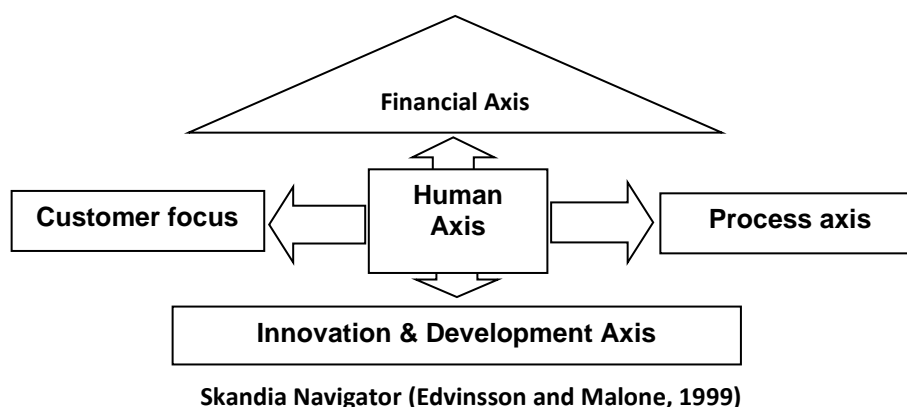 Financial Axis
Human
Axis
Customer focus
Process axis
Innovation & Development Axis
Skandia Navigator (Edvinsson and Malone, 1999)